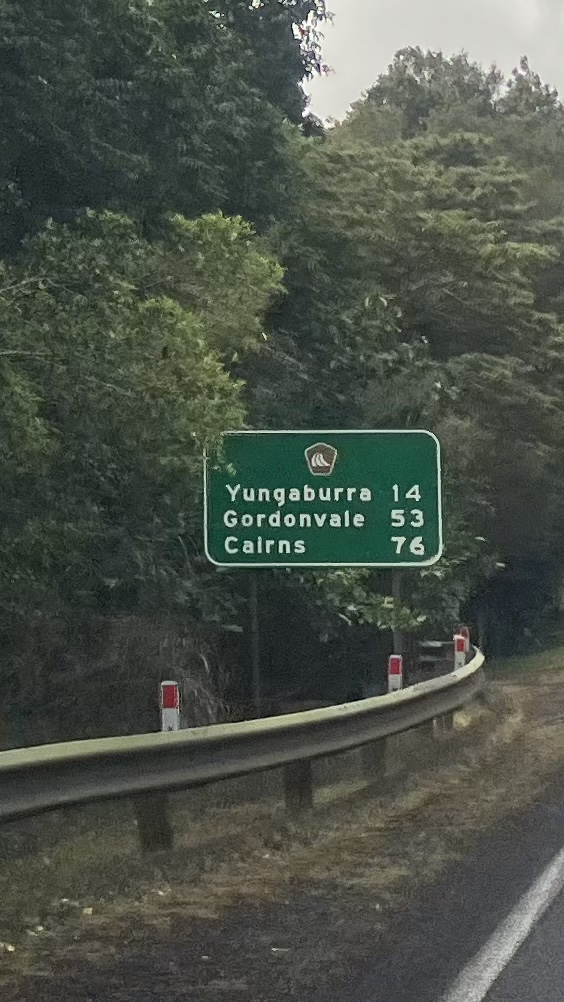 Yungaburra 14
Gordonvale 53
Cairns 76